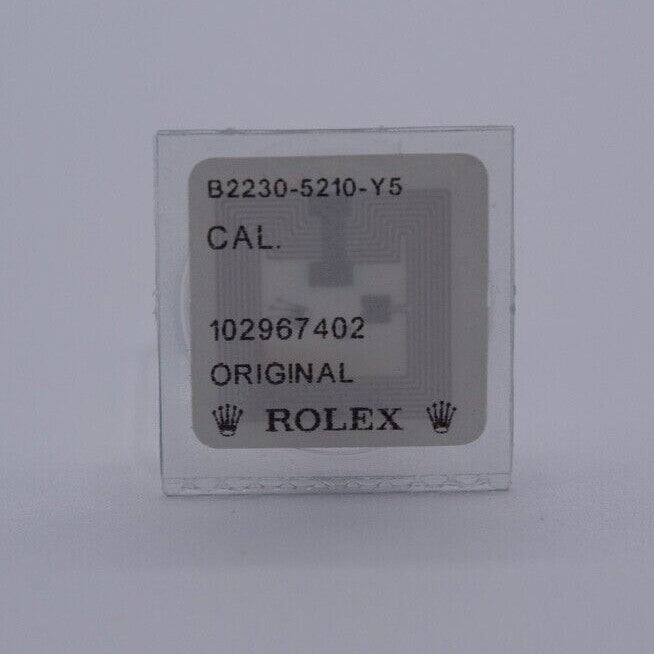 B2230-5210-Y5
CAL.
102967402
ORIGINAL
ROLEX